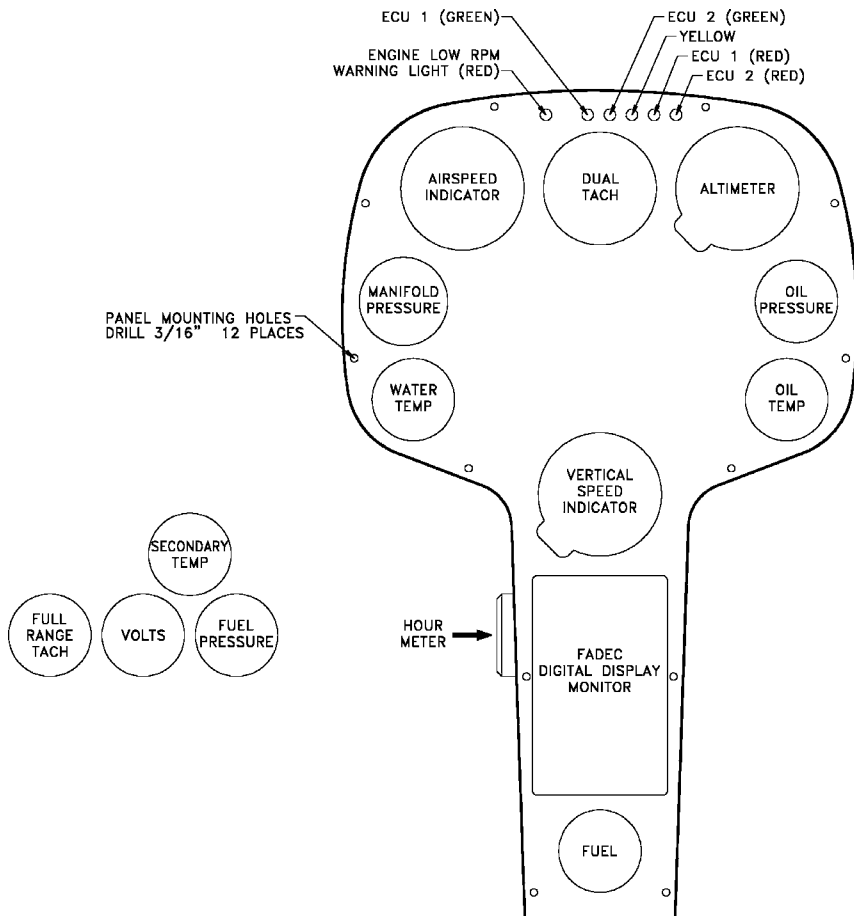 ECU 1 (GREEN)
ECU 2 (GREEN)
YELLOW
ENGINE LOW RPM
WARNING LIGHT (RED)
ECU 1 (RED)
ECU 2 (RED)
AIRSPEED
INDICATOR
DUAL
TACH
ALTIMETER
MANIFOLD
PRESSURE
OIL
PRESSURE
PANEL MOUNTING HOLES
DRILL 3/16" 12 PLACES
WATER
TEMP
OIL
TEMP
VERTICAL
SPEED
INDICATOR
SECONDARY
TEMP
FULL
RANGE
TACH
VOLTS
FUEL
PRESSURE
HOUR
METER
FADEC
DIGITAL DISPLAY
MONITOR
FUEL